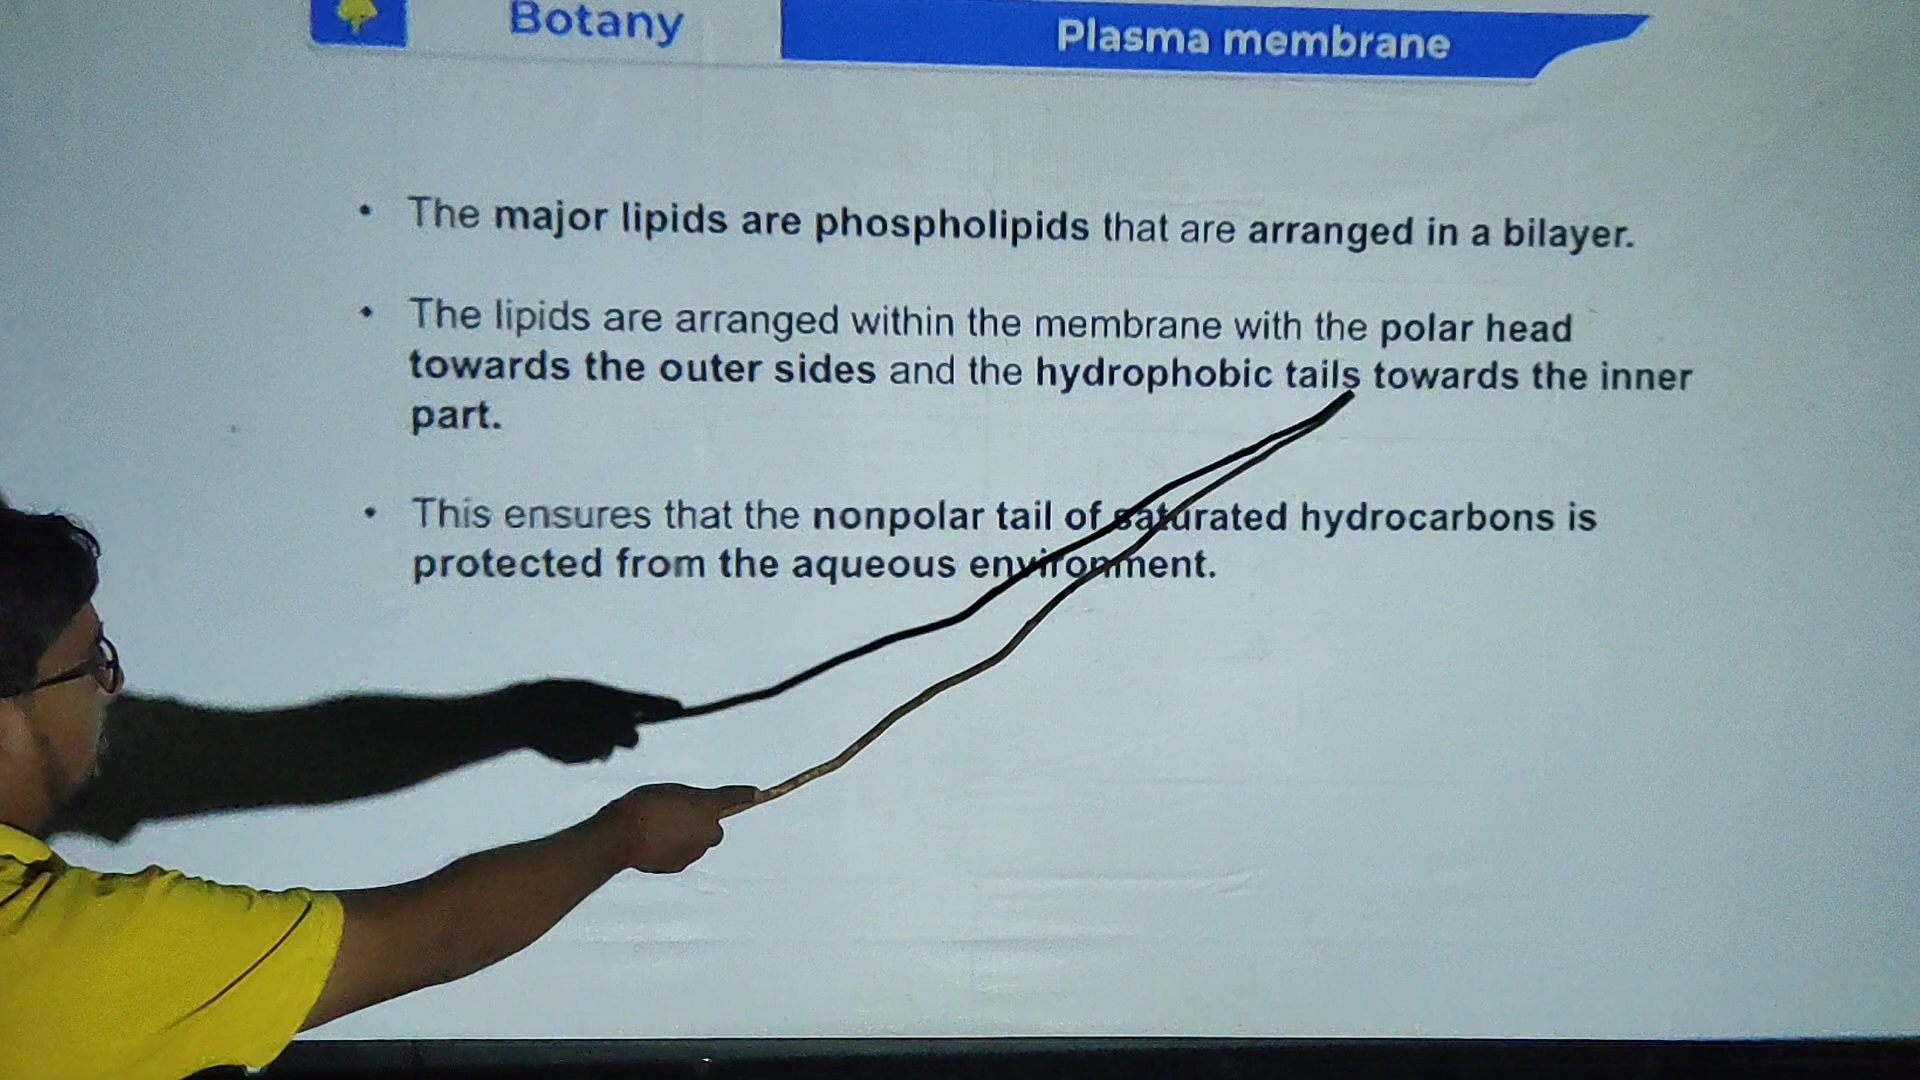 Botany
Plasma membrane
• The major lipids are phospholipids that are arranged in a bilayer.
• The lipids are arranged within the membrane with the polar head
towards the outer sides and the hydrophobic tails towards the inner
part.
• This ensures that the nonpolar tail of saturated hydrocarbons is
protected from the aqueous environment.